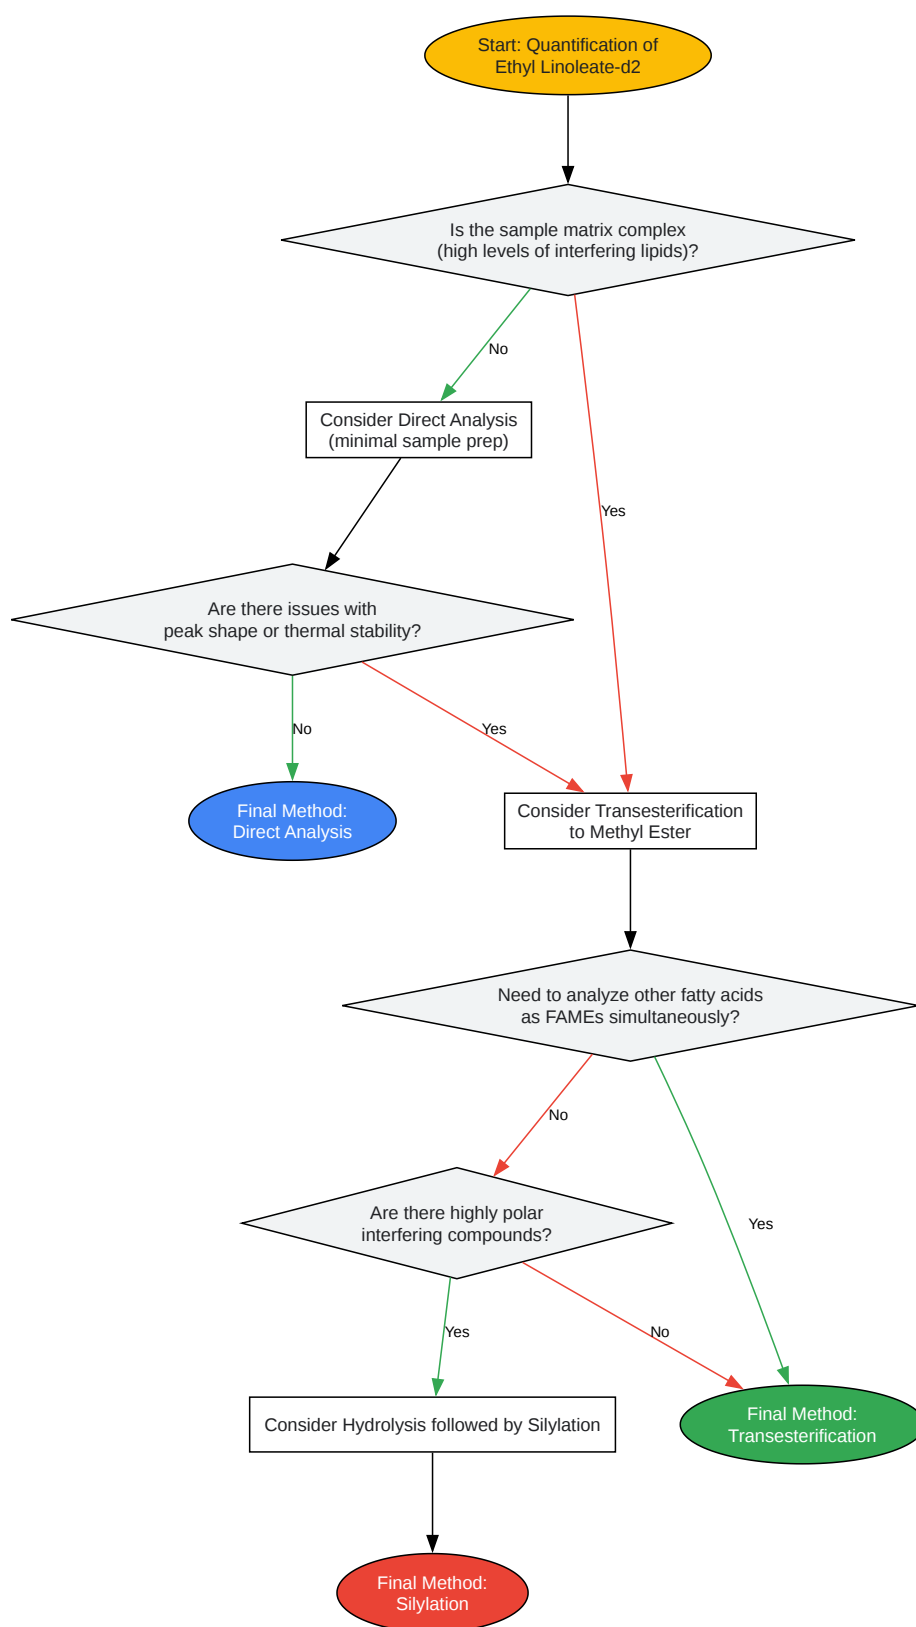 Start: Quantification of
Ethyl Linoleate-d2
Is the sample matrix complex
(high levels of interfering lipids)?
No
Consider Direct Analysis
(minimal sample prep)
Yes
Are there issues with
peak shape or thermal stability?
No
Yes
Final Method:
Direct Analysis
Consider Transesterification
to Methyl Ester
Need to analyze other fatty acids
as FAMEs simultaneously?
No
Are there highly polar
interfering compounds?
Yes
Yes
No
Consider Hydrolysis followed by Silylation
Final Method:
Transesterification
Final Method:
Silylation